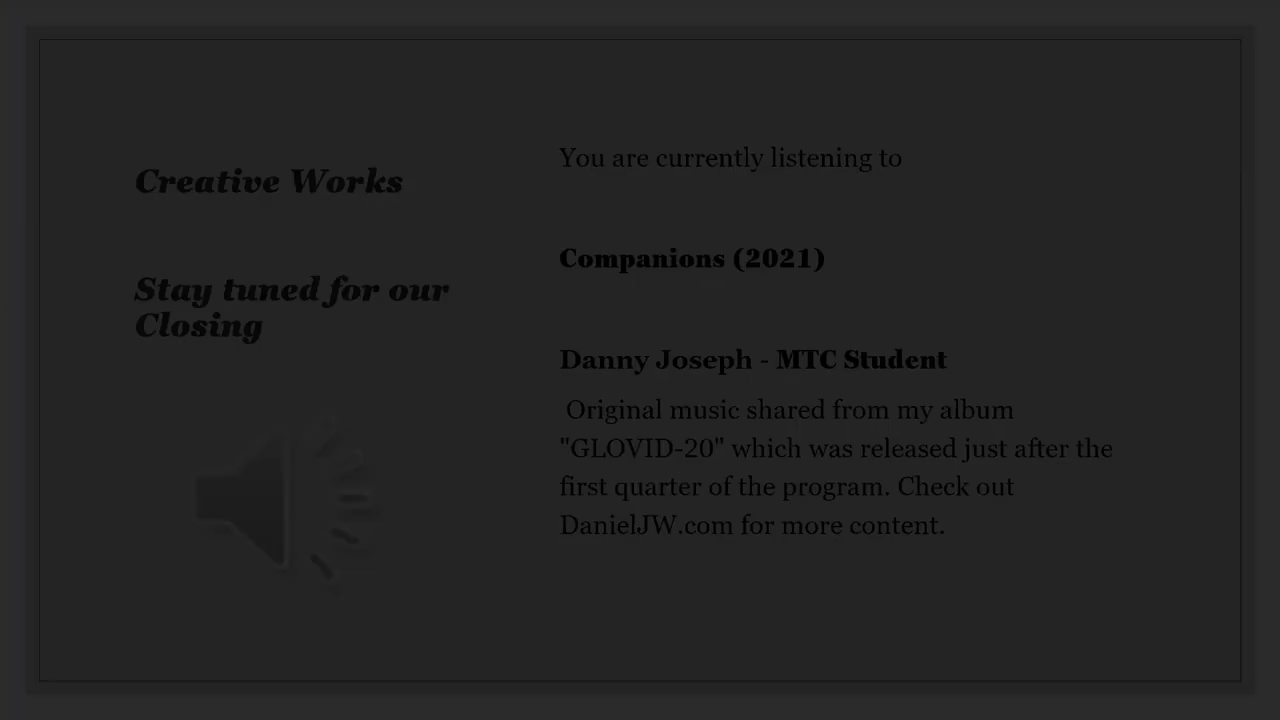 Creative Works
Stay tuned for our
Closing
You are currently listening to
Companions (2021)
Danny Joseph - MTC Student
Original music shared from my album
"GLOVID-20" which was released just after the
first quarter of the program. Check out
DanielJW.com for more content.